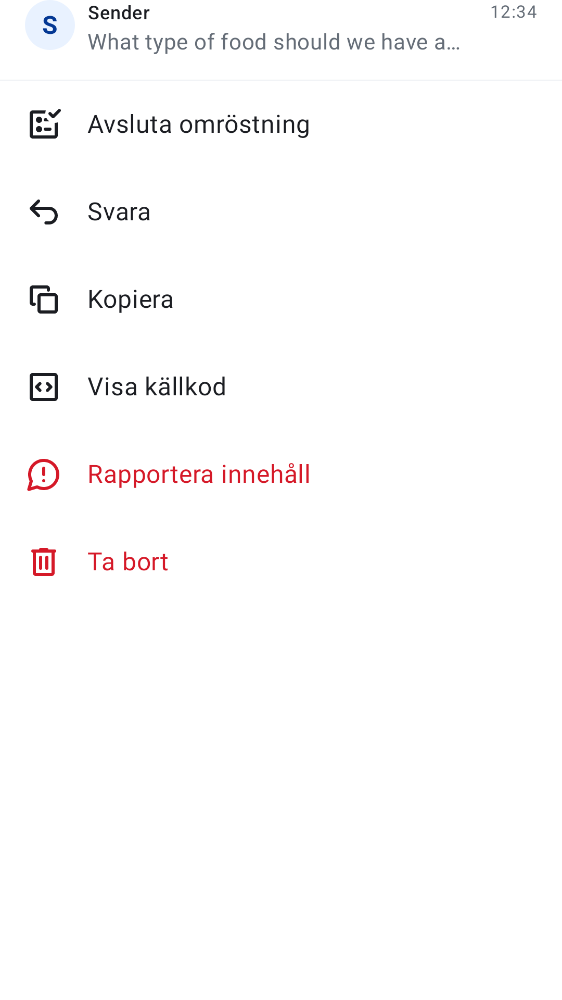 S
Sender
12:34
What type of food should we have a…
Avsluta omröstning
Svara
Kopiera
Visa källkod
Rapportera innehåll
Ta bort